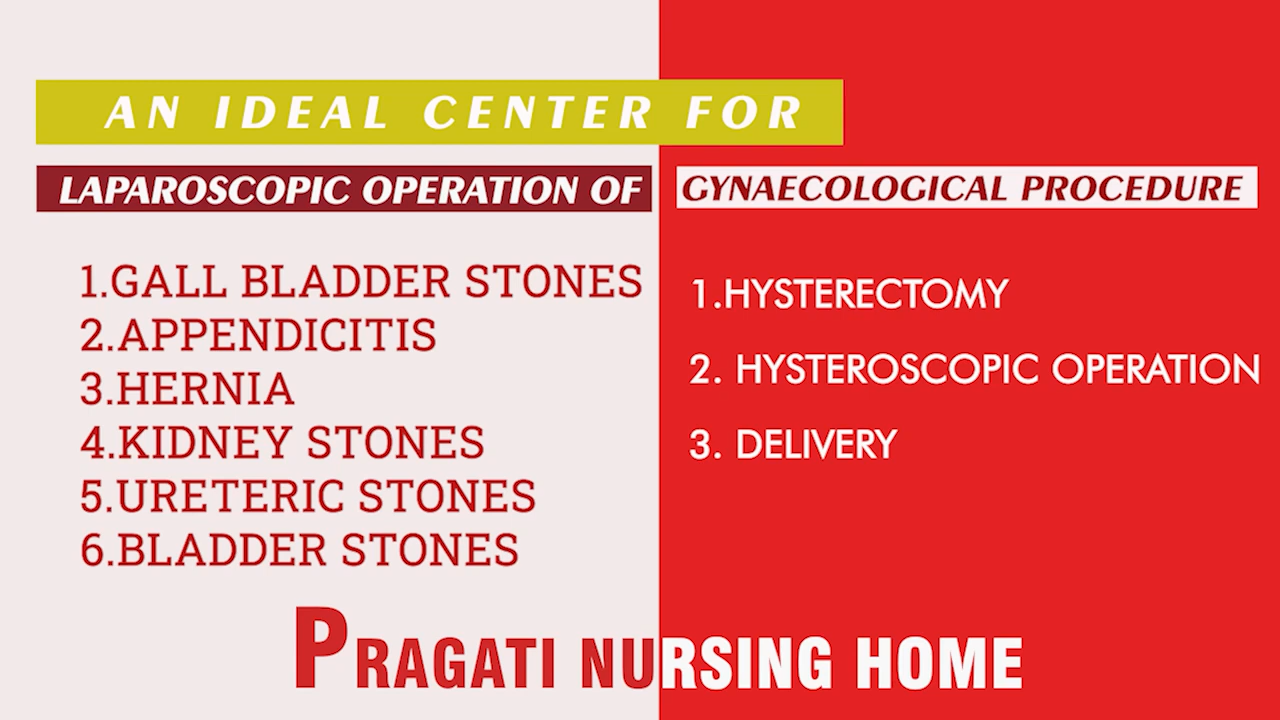 AN IDEAL CENTER FOR
LAPAROSCOPIC OPERATION OF
1.GALL BLADDER STONES
2.APPENDICITIS
3.HERNIA
4.KIDNEY STONES
5.URETERIC STONES
6.BLADDER STONES
GYNAECOLOGICAL PROCEDURE
1.HYSTERECTOMY
2. HYSTEROSCOPIC OPERATION
3. DELIVERY
PRAGATI NURSING HOME